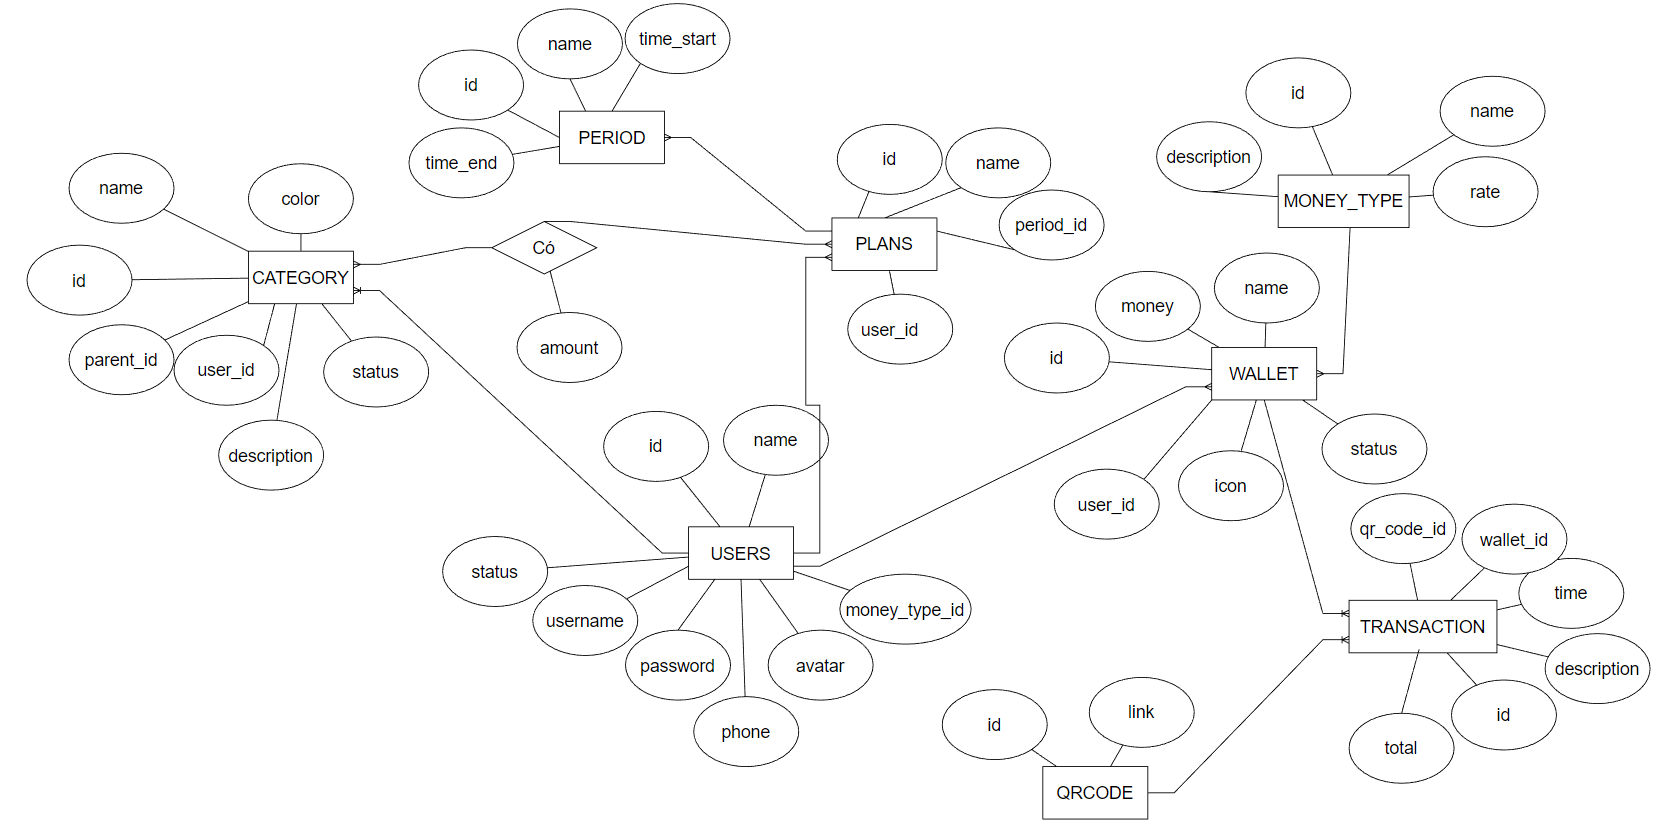 name
time_start
id
PERIOD
time_end
name
color
CATEGORY
id
parent_id
user_id
status
description
Có
amount
id
name
period_id
PLANS
user_id
id
name
description
MONEY_TYPE
rate
money
name
id
WALLET
user_id
icon
status
id
name
USERS
status
username
password
phone
avatar
money_type_id
qr_code_id
wallet_id
time
TRANSACTION
description
id
total
id
link
QRCODE